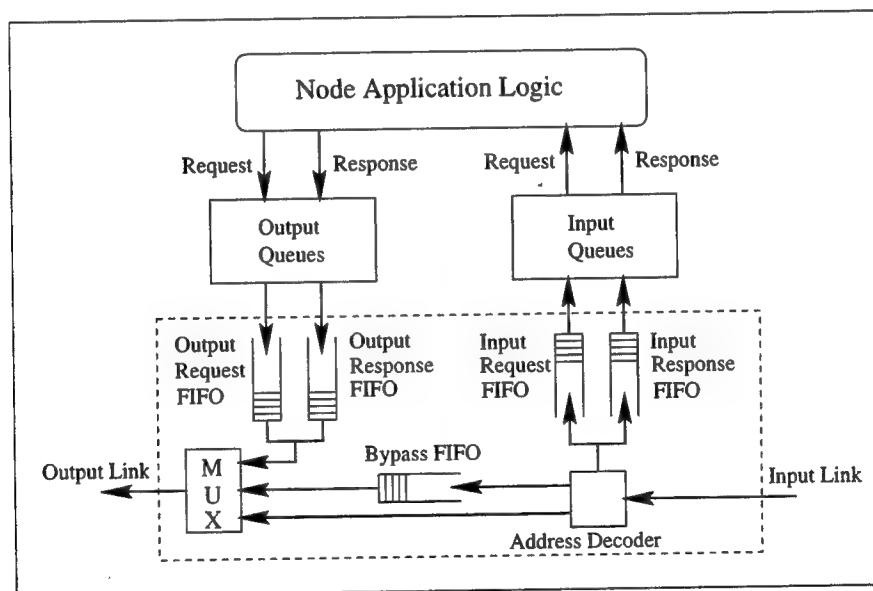 Node Application Logic
Request
Response
Request
Response
Output
Queues
Input
Queues
Output
Request
FIFO
Output
Response
FIFO
Input
Request
FIFO
Input
Response
FIFO
Output Link
M
U
X
Bypass FIFO
Input Link
Address Decoder